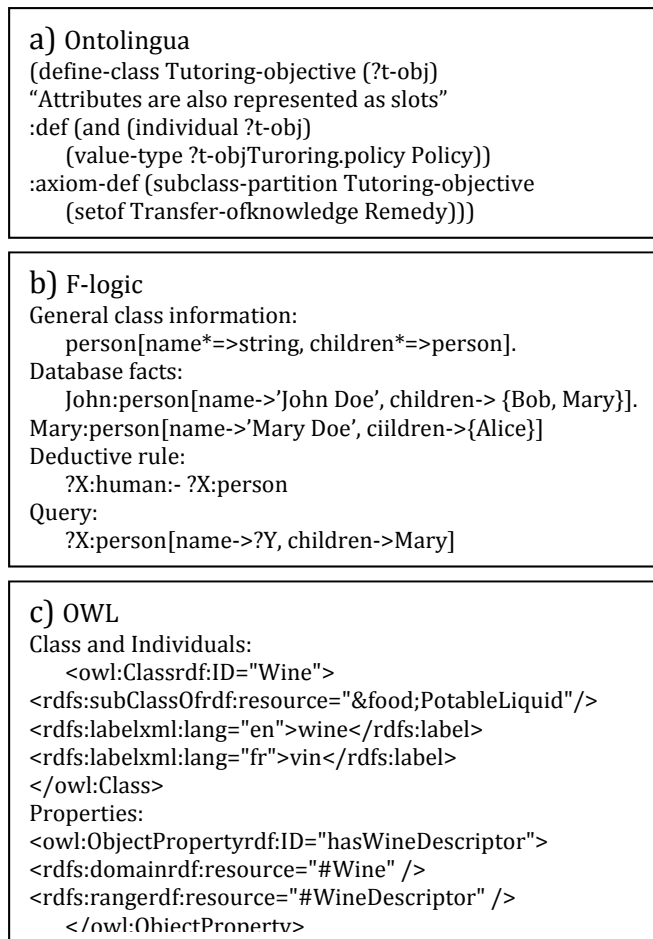 a) Ontolingua
(define-class Tutoring-objective (?t-obj)
“Attributes are also represented as slots”
:def (and (individual ?t-obj)
(value-type ?t-objTuroring.policy Policy))
:axiom-def (subclass-partition Tutoring-objective
(setof Transfer-ofknowledge Remedy)))
b) F-logic
General class information:
person[name*=>string, children*=>person].
Database facts:
John:person[name->’John Doe’, children-> {Bob, Mary}].
Mary:person[name->’Mary Doe’, ciildren->{Alice}]
Deductive rule:
?X:human:- ?X:person
Query:
?X:person[name->?Y, children->Mary]
c) OWL
Class and Individuals:
<owl:Classrdf:ID="Wine">
<rdfs:subClassOfrdf:resource="&food;PotableLiquid"/>
<rdfs:labelxml:lang="en">wine</rdfs:label>
<rdfs:labelxml:lang="fr">vin</rdfs:label>
</owl:Class>
Properties:
<owl:ObjectPropertyrdf:ID="hasWineDescriptor">
<rdfs:domainrdf:resource="#Wine" />
<rdfs:rangerdf:resource="#WineDescriptor" />
</owl:ObjectProperty>